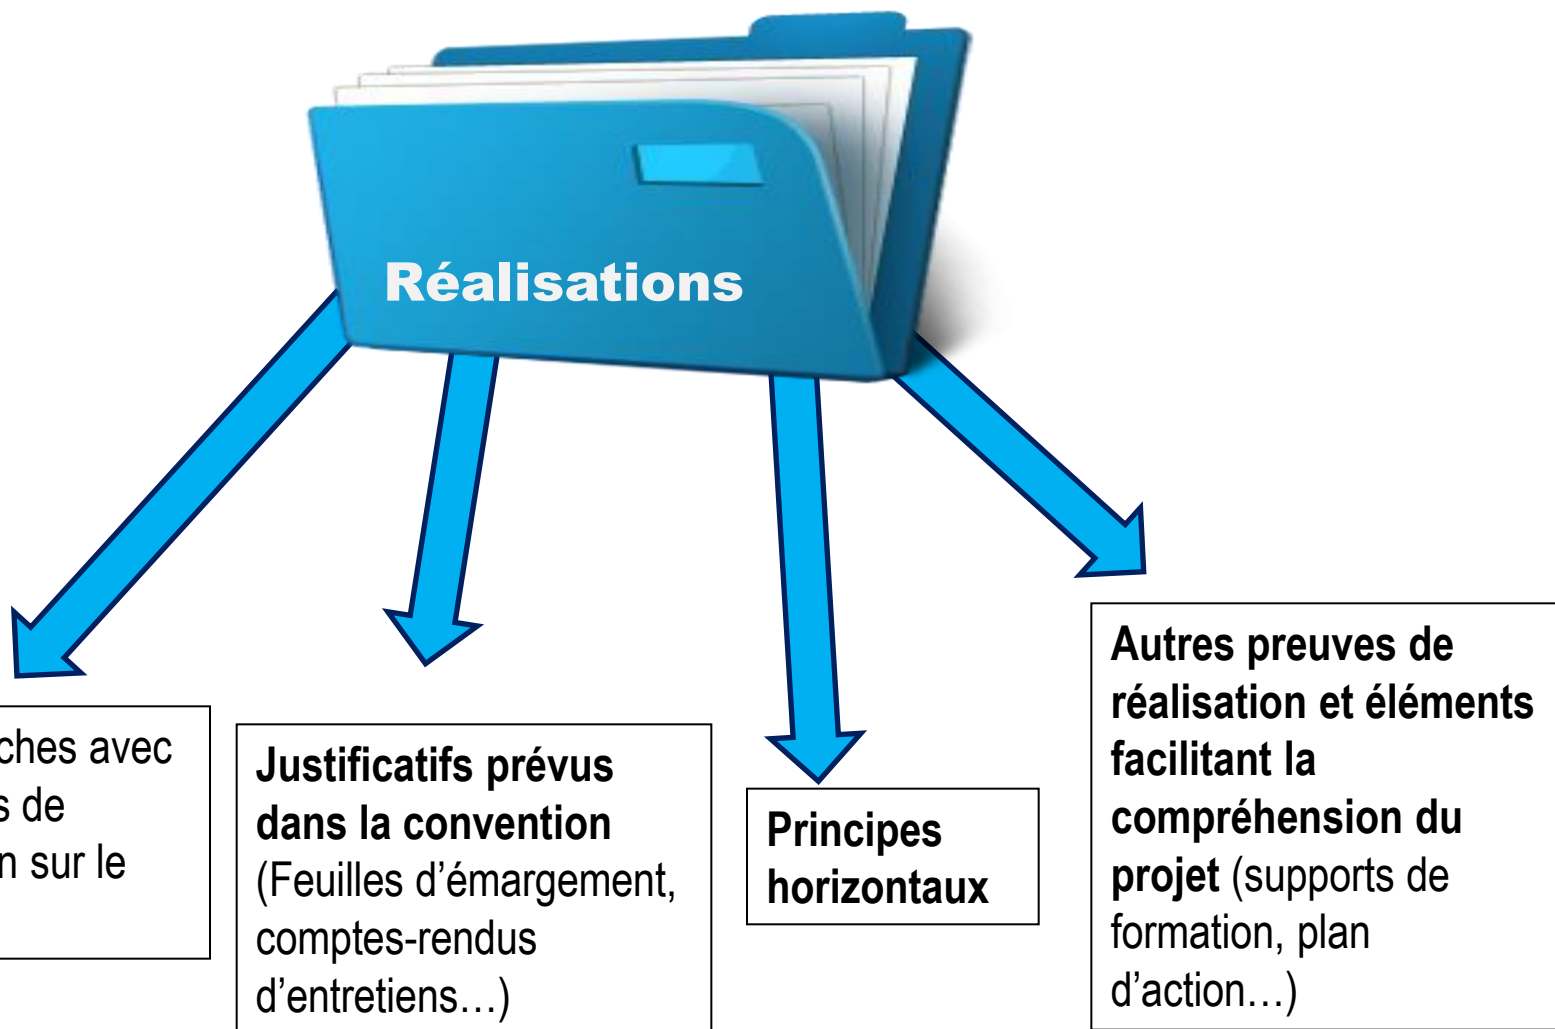 Réalisations
avec
de
sur le
Justificatifs prévus
dans la convention
(Feuilles d’émargement,
comptes-rendus
d’entretiens…)
Principes
horizontaux
Autres preuves de
réalisation et éléments
facilitant la
compréhension du
projet (supports de
formation, plan
d’action…)